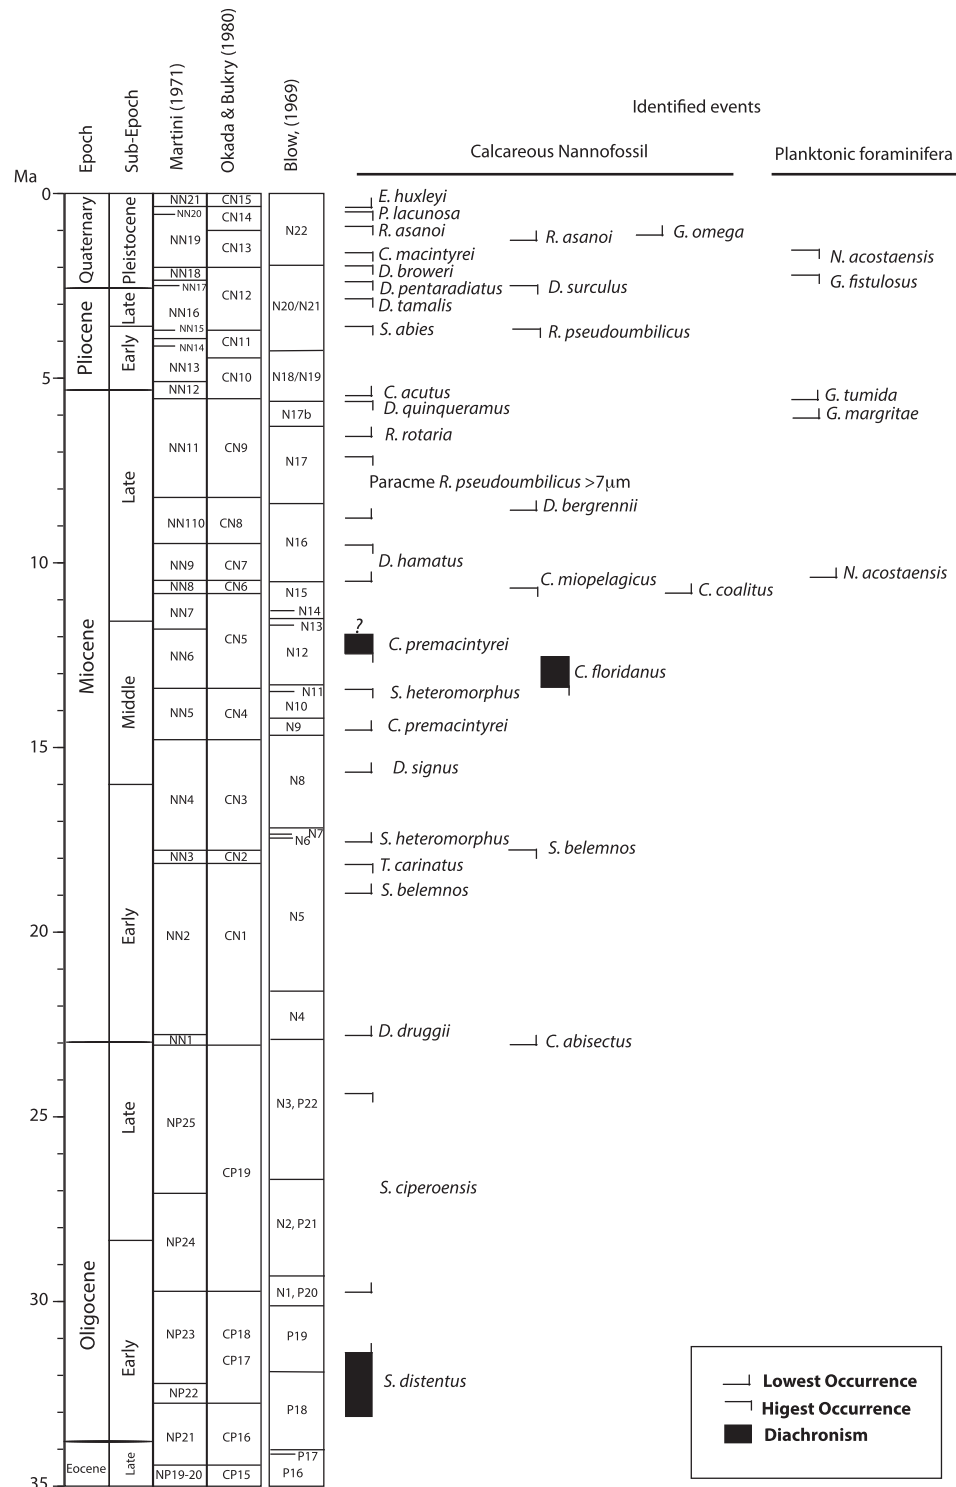 Ma
Epoch
Sub-Epoch
Martini (1971)
Okada & Bukry (1980)
Blow, (1969)
Identified events
Calcareous Nannofossil
Planktonic foraminifera
0
5
10
15
20
25
30
35
Quaternary
Pliocene
Miocene
Oligocene
Eocene
Pleistocene
Late
Early
Late
Middle
Early
Late
Early
Late
NN21
NN20
NN19
NN18
NN17
NN16
NN15
NN14
NN13
NN12
NN11
NN110
NN9
NN8
NN7
NN6
NN5
NN4
NN3
NN2
NN1
NP25
NP24
NP23
NP22
NP21
NP19-20
CN15
CN14
CN13
CN12
CN11
CN10
CN9
CN8
CN7
CN6
CN5
CN4
CN3
CN2
CN1
CP19
CP18
CP17
CP16
CP15
N22
N20/N21
N18/N19
N17b
N17
N16
N15
N14
N13
N12
N11
N10
N9
N8
N7
N6
N5
N4
N3, P22
N2, P21
N1, P20
P19
P18
P17
P16
E. huxleyi
P. lacunosa
R. asanoi
C. macintyrei
D. broweri
D. pentaradiatus
D. tamalis
S. abies
C. acutus
D. quinqueramus
R. rotaria
Paracme R. pseudoumbilicus >7μm
D. hamatus
?
C. premacintyrei
S. heteromorphus
C. premacintyrei
D. signus
S. heteromorphus
T. carinatus
S. belemnos
D. druggii
S. ciperoensis
S. distentus
R. asanoi
G. omega
D. surculus
R. pseudoumbilicus
D. bergrennii
C. miopelagicus
C. coalitus
C. floridanus
S. belemnos
C. abisectus
N. acostaensis
G. fistulosus
G. tumida
G. margritae
N. acostaensis
Lowest Occurrence
Higest Occurrence
Diachronism